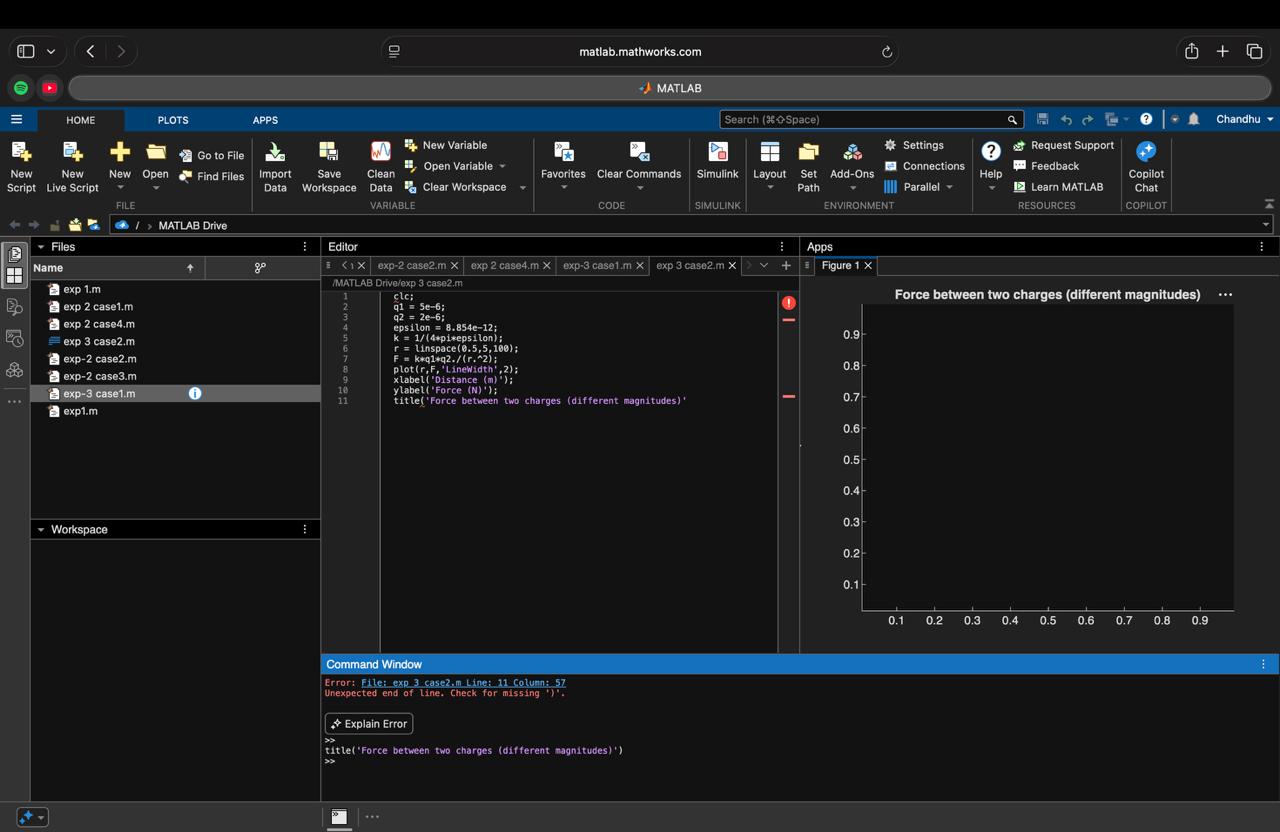 matlab.mathworks.com
MATLAB
HOME PLOTS APPS Search (⌘⇧Space) Chandhu
New Script
New Live Script
New
Open
Go to File
Find Files
FILE
Import Data
Save Workspace
Clean Data
New Variable
Open Variable
Clear Workspace
VARIABLE
Favorites
Clear Commands
CODE
Simulink
SIMULINK
Layout
Set Path
Add-Ons
Settings
Connections
Parallel
ENVIRONMENT
Help
Request Support
Feedback
Learn MATLAB
RESOURCES
Copilot Chat
COPILOT
/ › MATLAB Drive
Files
Name
exp 1.m
exp 2 case1.m
exp 2 case4.m
exp 3 case2.m
exp-2 case2.m
exp-2 case3.m
exp-3 case1.m
exp1.m
Workspace
Editor
exp-2 case2.m exp 2 case4.m exp-3 case1.m exp 3 case2.m
/MATLAB Drive/exp 3 case2.m
1 clc;
2 q1 = 5e-6;
3 q2 = 2e-6;
4 epsilon = 8.854e-12;
5 k = 1/(4*pi*epsilon);
6 r = linspace(0.5,5,100);
7 F = k*q1*q2./(r.^2);
8 plot(r,F,'LineWidth',2);
9 xlabel('Distance (m)');
10 ylabel('Force (N)');
11 title('Force between two charges (different magnitudes)'
Apps
Figure 1
Force between two charges (different magnitudes)
0.9
0.8
0.7
0.6
0.5
0.4
0.3
0.2
0.1
0.1 0.2 0.3 0.4 0.5 0.6 0.7 0.8 0.9
Command Window
Error: File: exp 3 case2.m Line: 11 Column: 57
Unexpected end of line. Check for missing ')'.
Explain Error
>>
title('Force between two charges (different magnitudes)')
>>